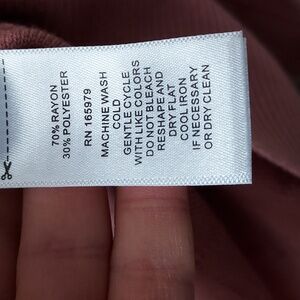 70% RAYON
30% POLYESTER
RN 165979
MACHINE WASH
COLD
GENTLE CYCLE
WITH LIKE COLORS
DO NOT BLEACH
RESHAPE AND
DRY FLAT
COOL IRON
IF NECESSARY
OR DRY CLEAN